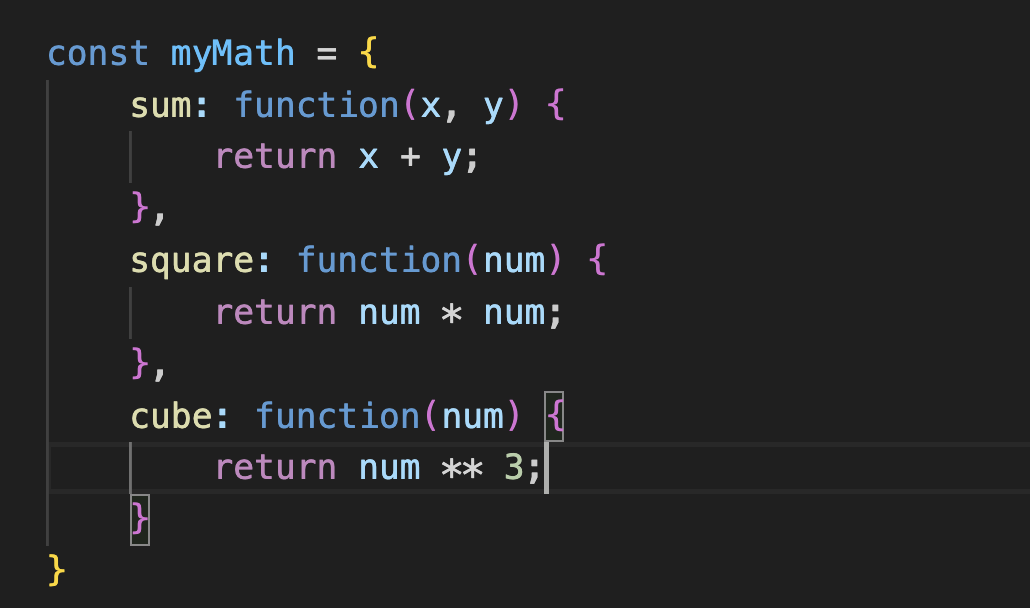 const myMath = {
    sum: function(x, y) {
        return x + y;
    },
    square: function(num) {
        return num * num;
    },
    cube: function(num) {
        return num ** 3;
    }
}